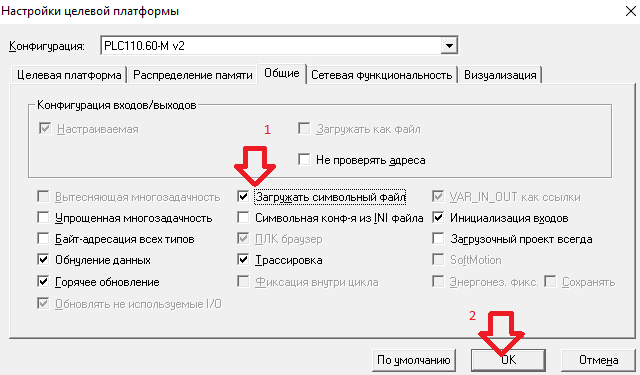 Настройки целевой платформы
Конфигурация: PLC110.60-M v2
Целевая платформа Распределение памяти Общие Сетевая функциональность Визуализация
Конфигурация входов/выходов
Настраиваемая 1 Загружать как файл
Не проверять адреса
Вытесняющая многозадачность Загружать символьный файл VAR_IN_OUT как ссылки
Упрощенная многозадачность Символьная конф-я из INI файла Инициализация входов
Байт-адресация всех типов ПЛК браузер Загрузочный проект всегда
Обнуление данных Трассировка SoftMotion
Горячее обновление Фиксация внутри цикла Энергонез. фикс. Сохранять
Обновлять не используемые I/O
2
По умолчанию OK Отмена